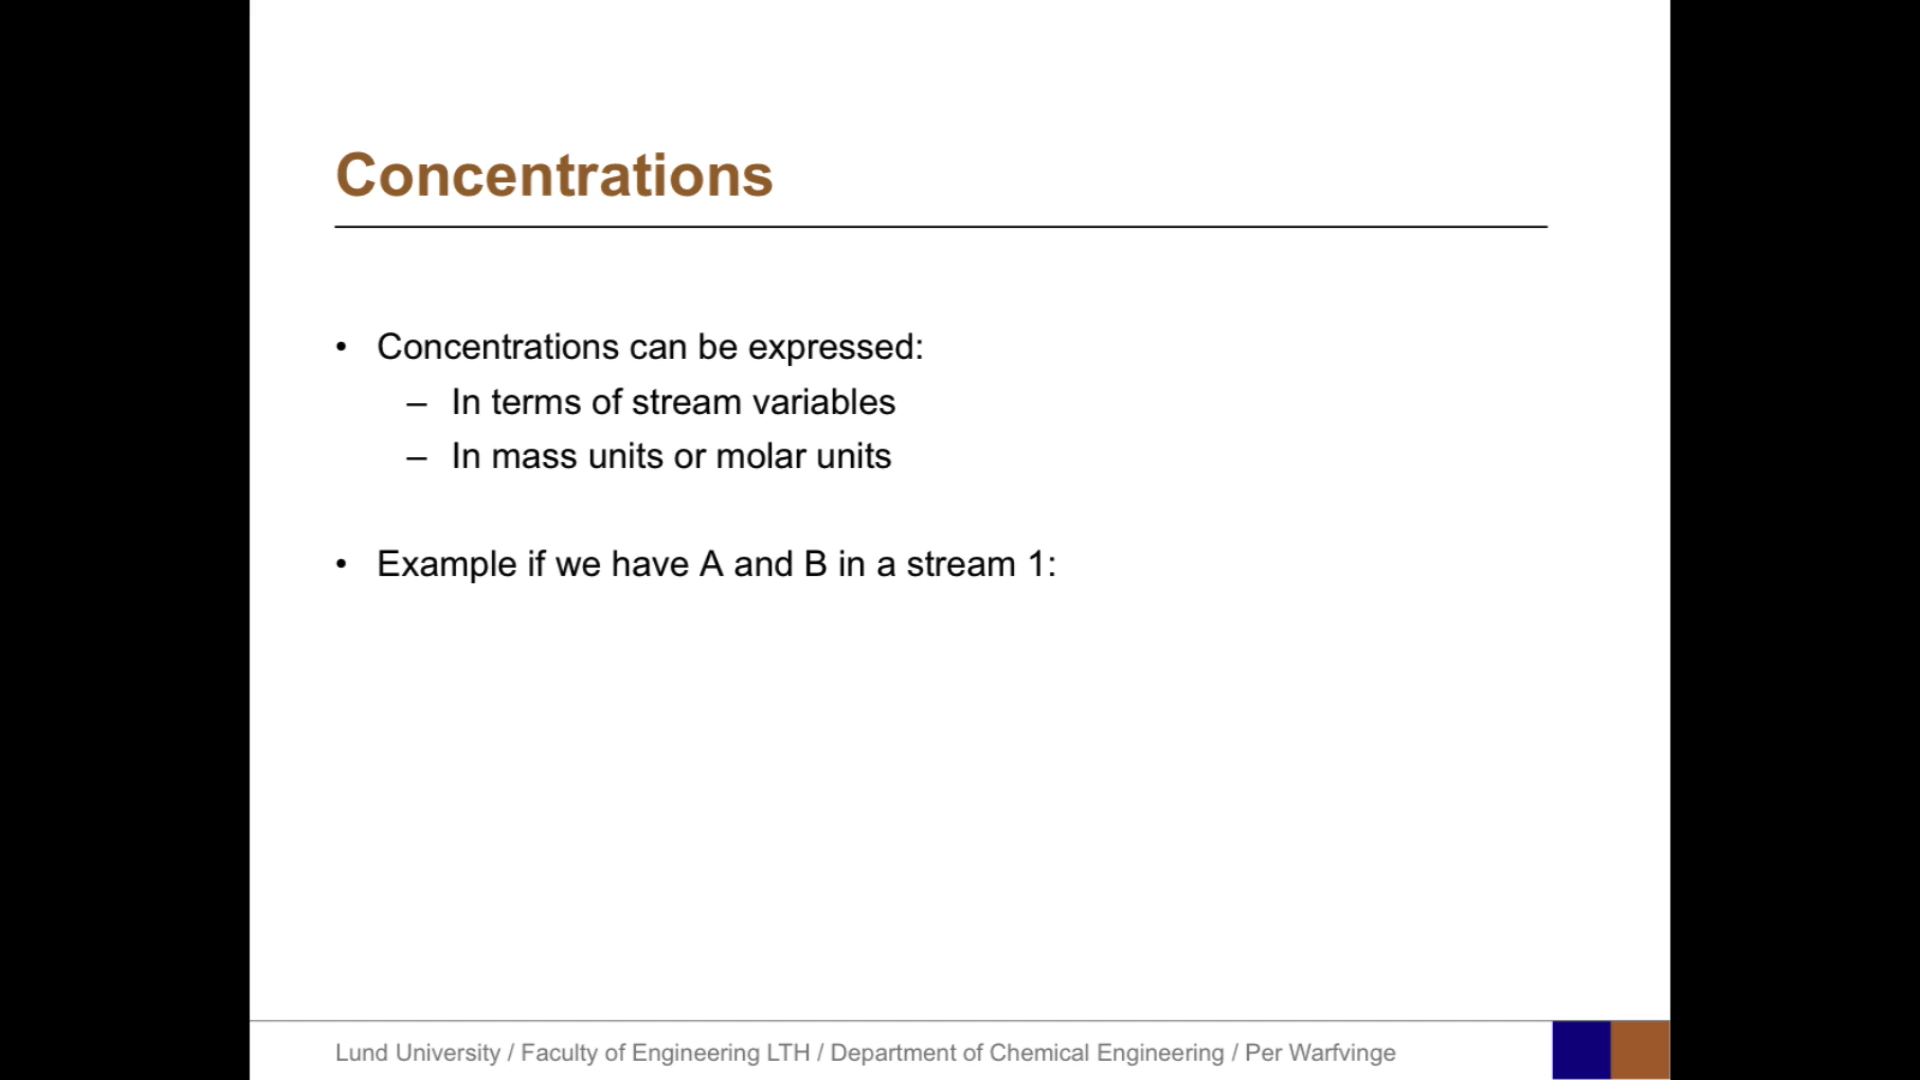 Concentrations
• Concentrations can be expressed:
– In terms of stream variables
– In mass units or molar units
• Example if we have A and B in a stream 1:
Lund University / Faculty of Engineering LTH / Department of Chemical Engineering / Per Warfvinge